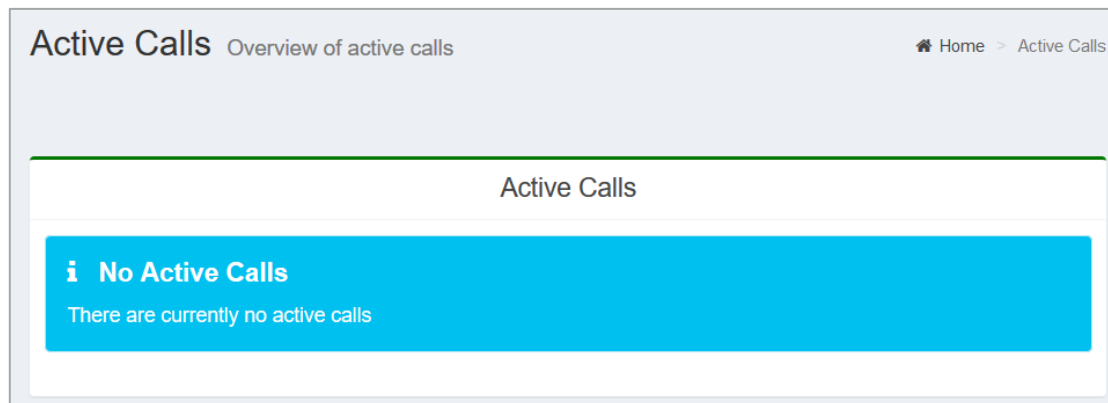 Active Calls Overview of active calls
Home > Active Calls
Active Calls
No Active Calls
There are currently no active calls